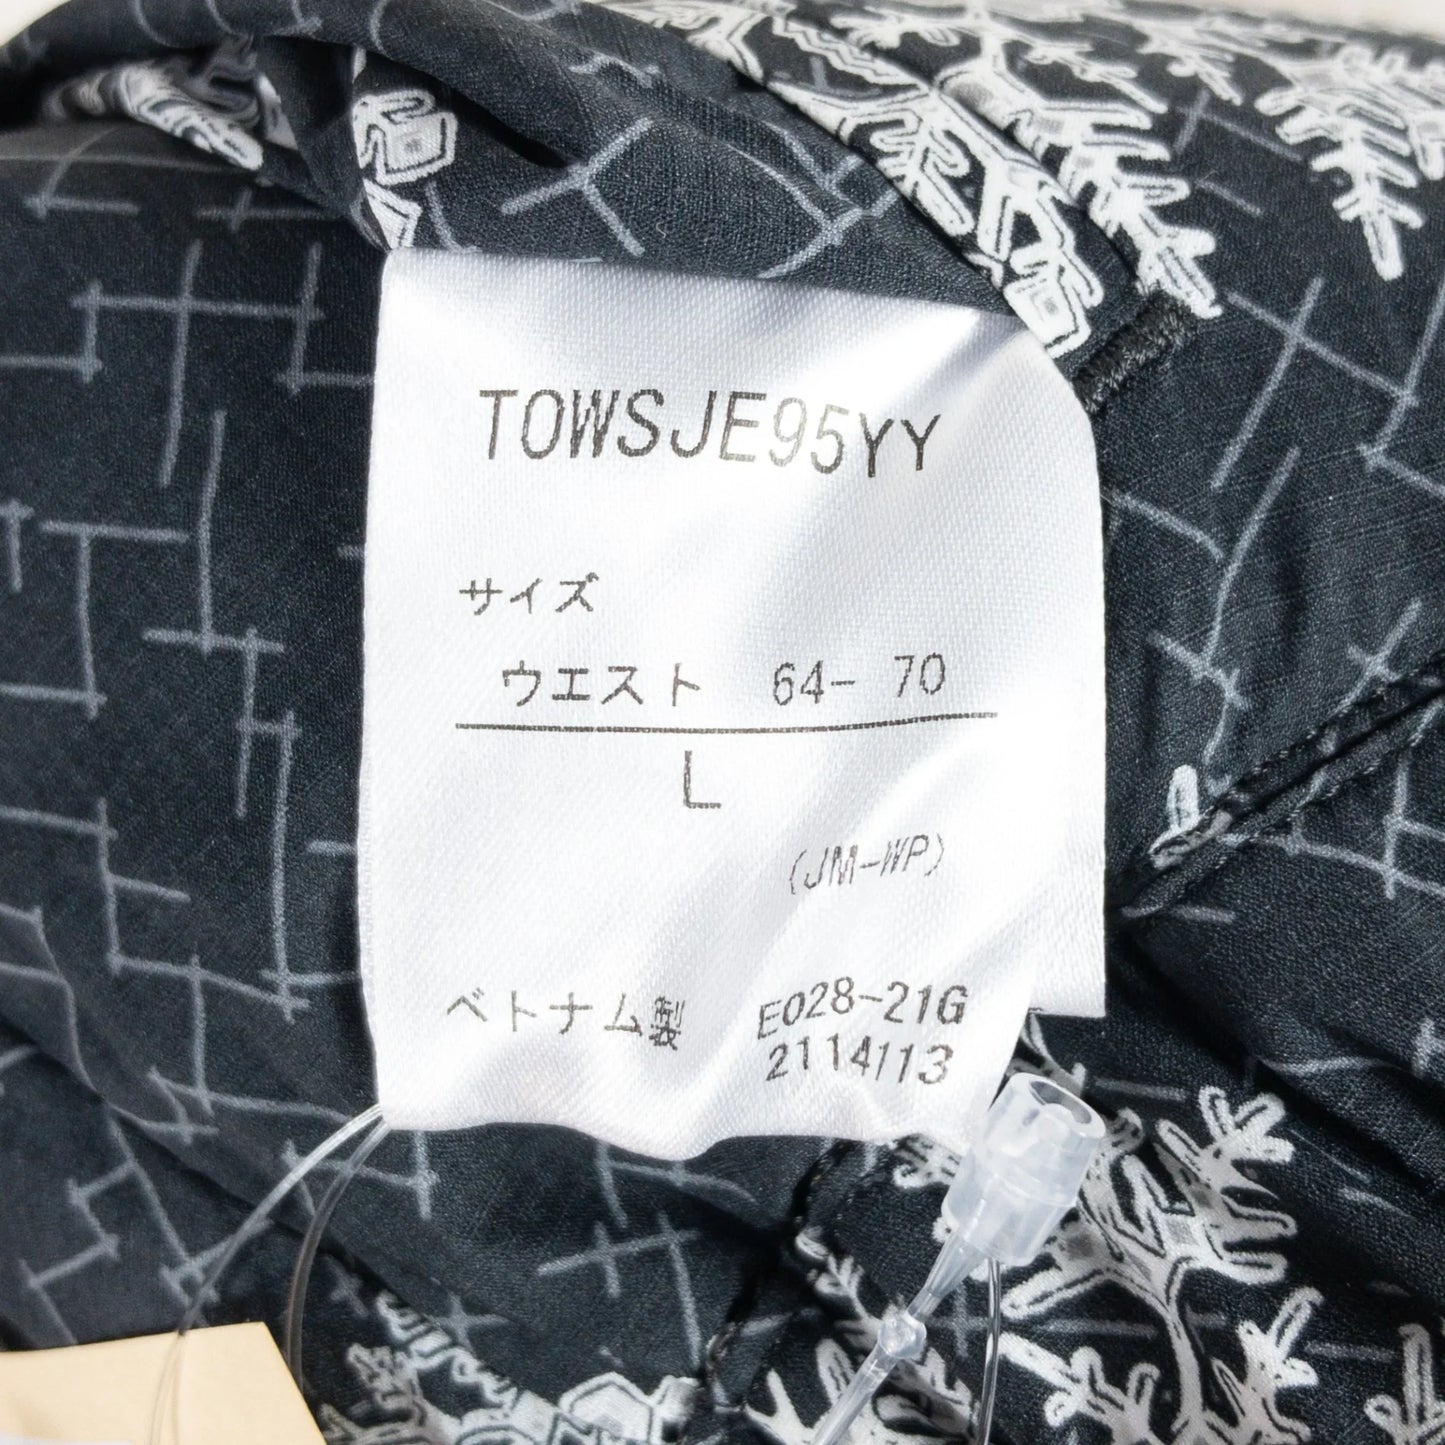 TOWSJE95YY
サイズ
ウエスト 64- 70
L
(JM-WP)
ベトナム製 E028-21G
2114113